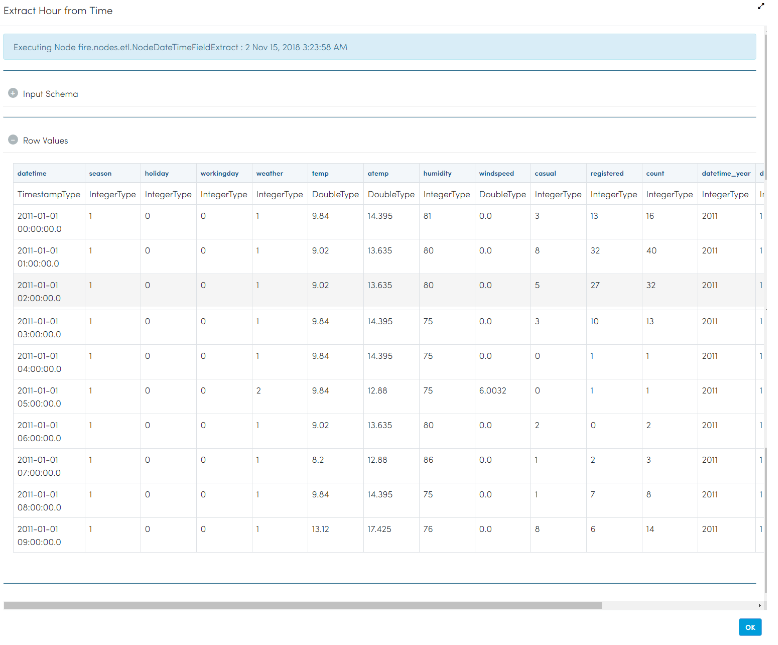 Extract Hour from Time
Executing Node fire.nodes.etl.NodeDateTimeFieldExtract : 2 Nov 15, 2018 3:23:58 AM
Input Schema
Row Values
datetime season holiday workingday weather temp atemp humidity windspeed casual registered count datetime_year d
TimestampType IntegerType IntegerType IntegerType IntegerType DoubleType DoubleType IntegerType DoubleType IntegerType IntegerType IntegerType IntegerType In
2011-01-01 1 0 0 1 9.84 14.395 81 0.0 3 13 16 2011 1
00:00:00.0
2011-01-01 1 0 0 1 9.02 13.635 80 0.0 8 32 40 2011 1
01:00:00.0
2011-01-01 1 0 0 1 9.02 13.635 80 0.0 5 27 32 2011 1
02:00:00.0
2011-01-01 1 0 0 1 9.84 14.395 75 0.0 3 10 13 2011 1
03:00:00.0
2011-01-01 1 0 0 1 9.84 14.395 75 0.0 0 1 1 2011 1
04:00:00.0
2011-01-01 1 0 0 2 9.84 12.88 75 6.0032 0 1 1 2011 1
05:00:00.0
2011-01-01 1 0 0 1 9.02 13.635 80 0.0 2 0 2 2011 1
06:00:00.0
2011-01-01 1 0 0 1 8.2 12.88 86 0.0 1 2 3 2011 1
07:00:00.0
2011-01-01 1 0 0 1 9.84 14.395 75 0.0 1 7 8 2011 1
08:00:00.0
2011-01-01 1 0 0 1 13.12 17.425 76 0.0 8 6 14 2011 1
09:00:00.0
OK